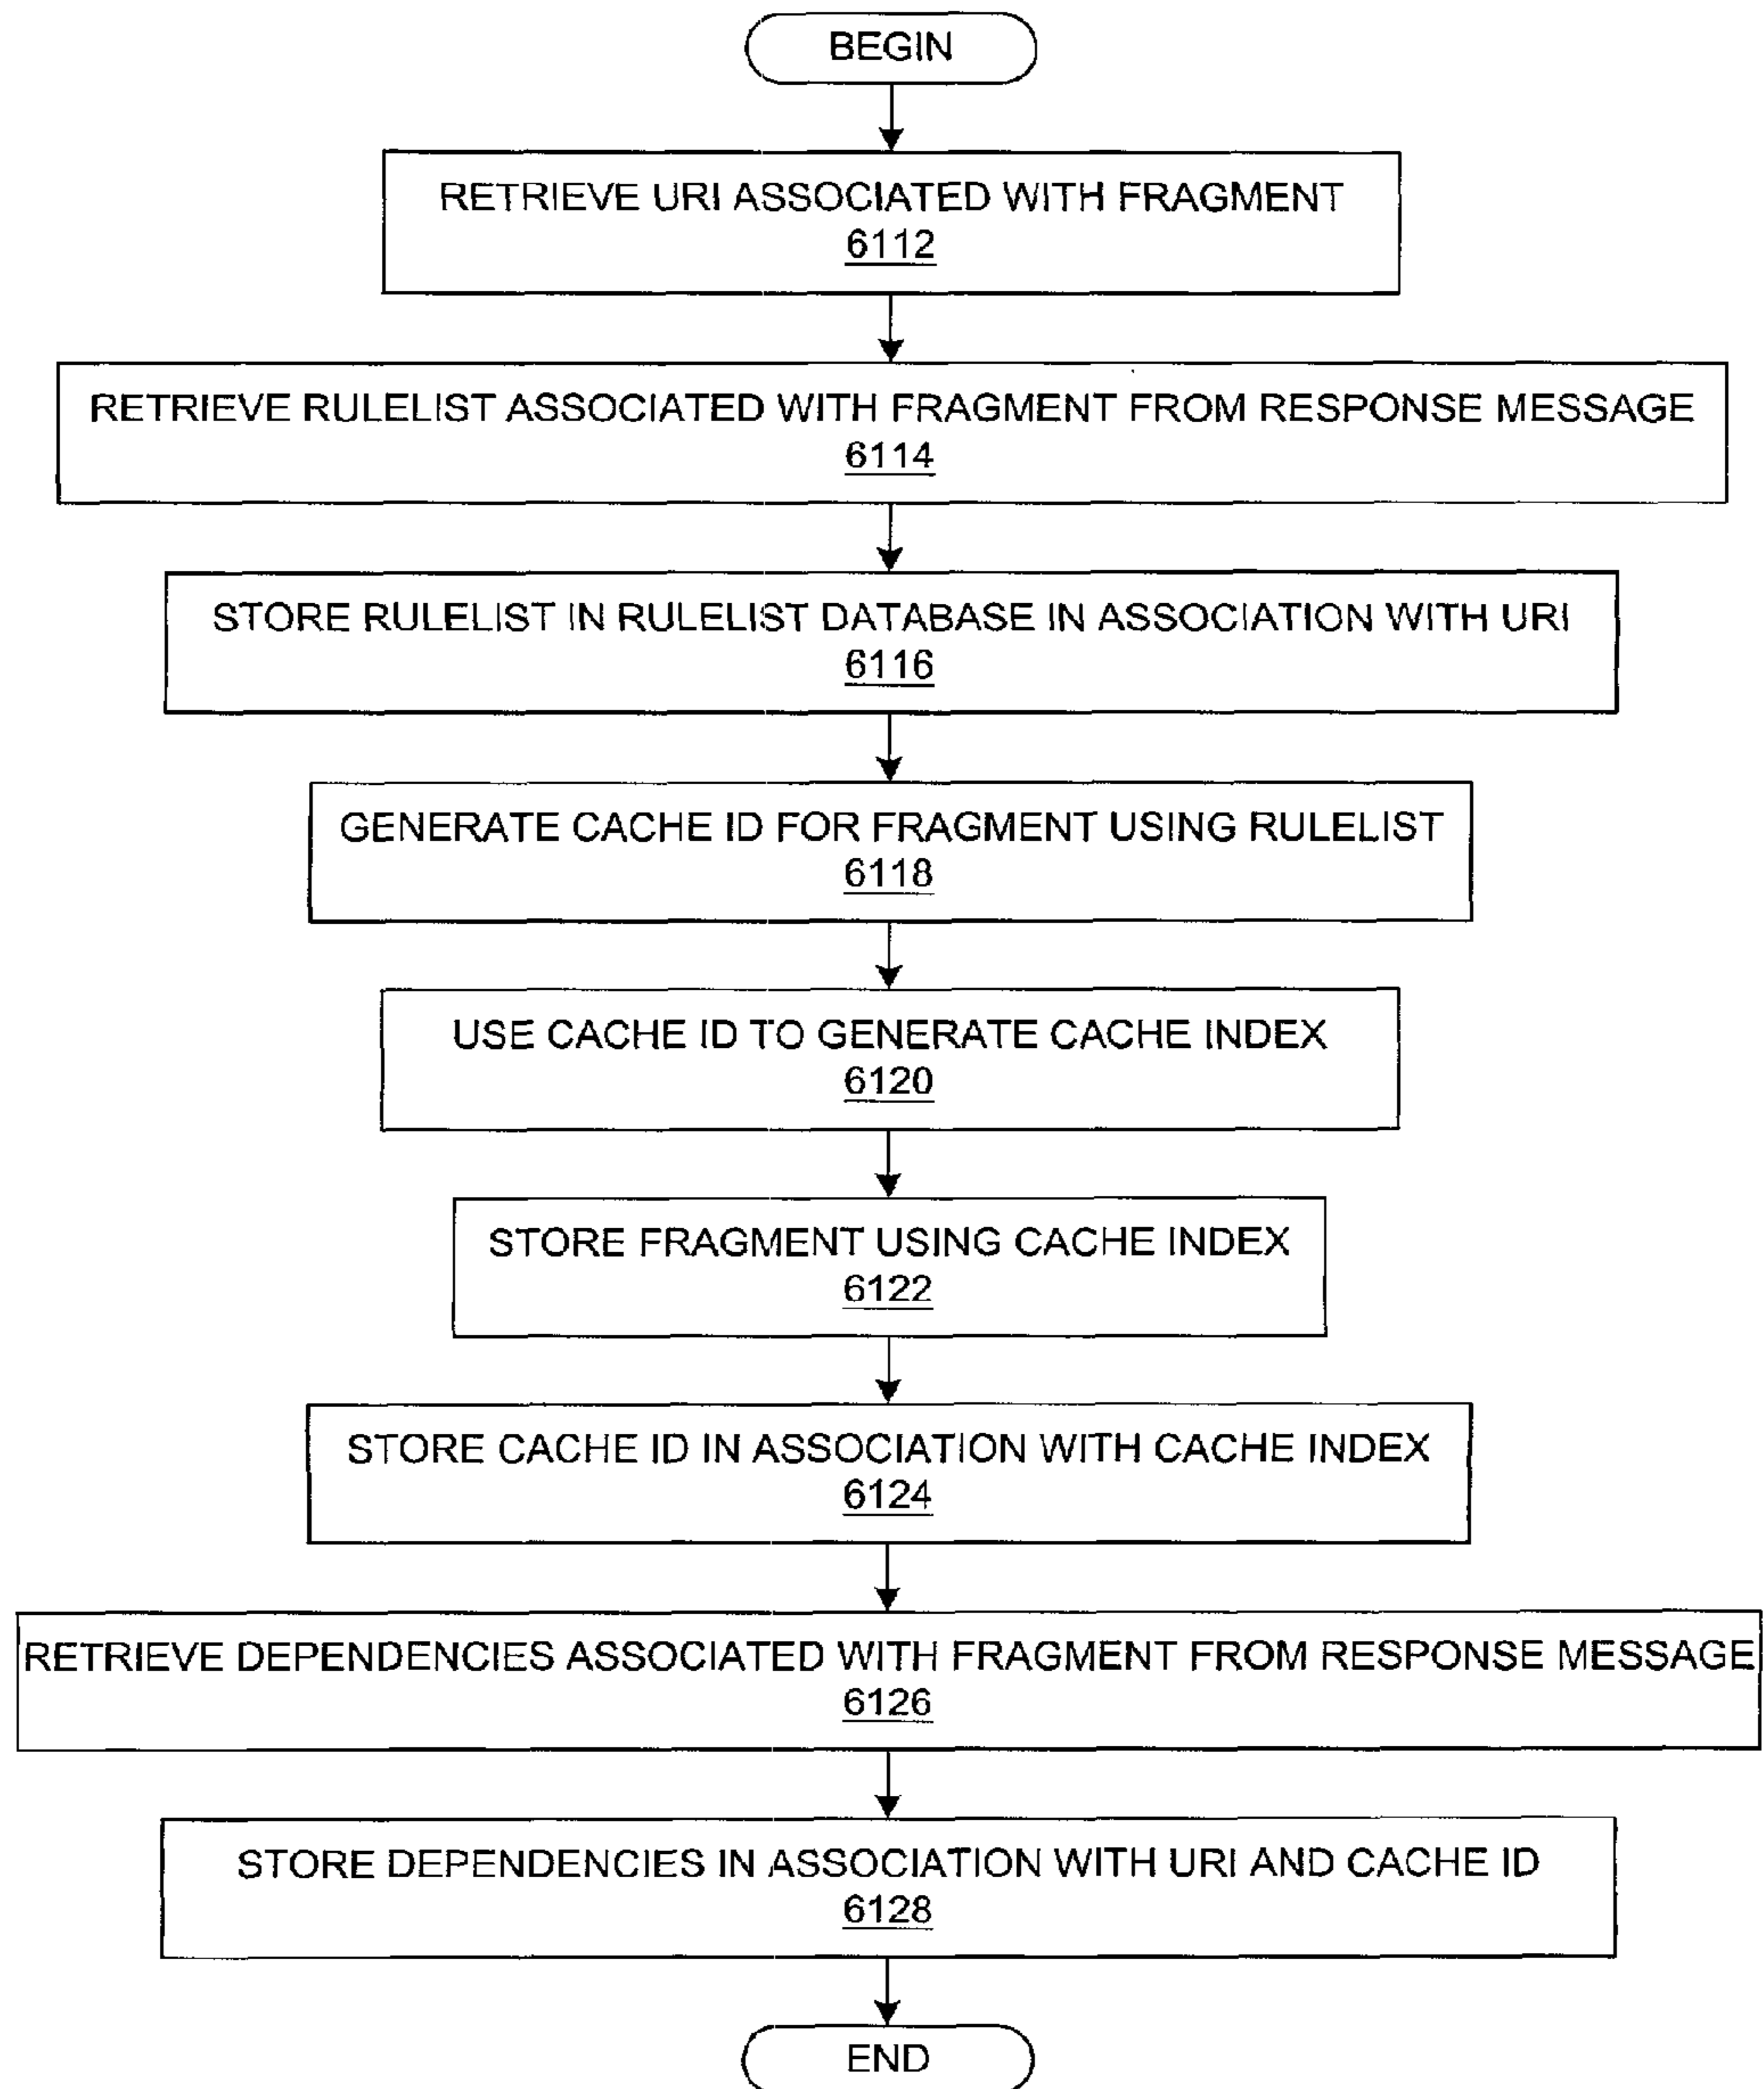 BEGIN
RETRIEVE URI ASSOCIATED WITH FRAGMENT
6112
RETRIEVE RULELIST ASSOCIATED WITH FRAGMENT FROM RESPONSE MESSAGE
6114
STORE RULELIST IN RULELIST DATABASE IN ASSOCIATION WITH URI
6116
GENERATE CACHE ID FOR FRAGMENT USING RULELIST
6118
USE CACHE ID TO GENERATE CACHE INDEX
6120
STORE FRAGMENT USING CACHE INDEX
6122
STORE CACHE ID IN ASSOCIATION WITH CACHE INDEX
6124
RETRIEVE DEPENDENCIES ASSOCIATED WITH FRAGMENT FROM RESPONSE MESSAGE
6126
STORE DEPENDENCIES IN ASSOCIATION WITH URI AND CACHE ID
6128
END